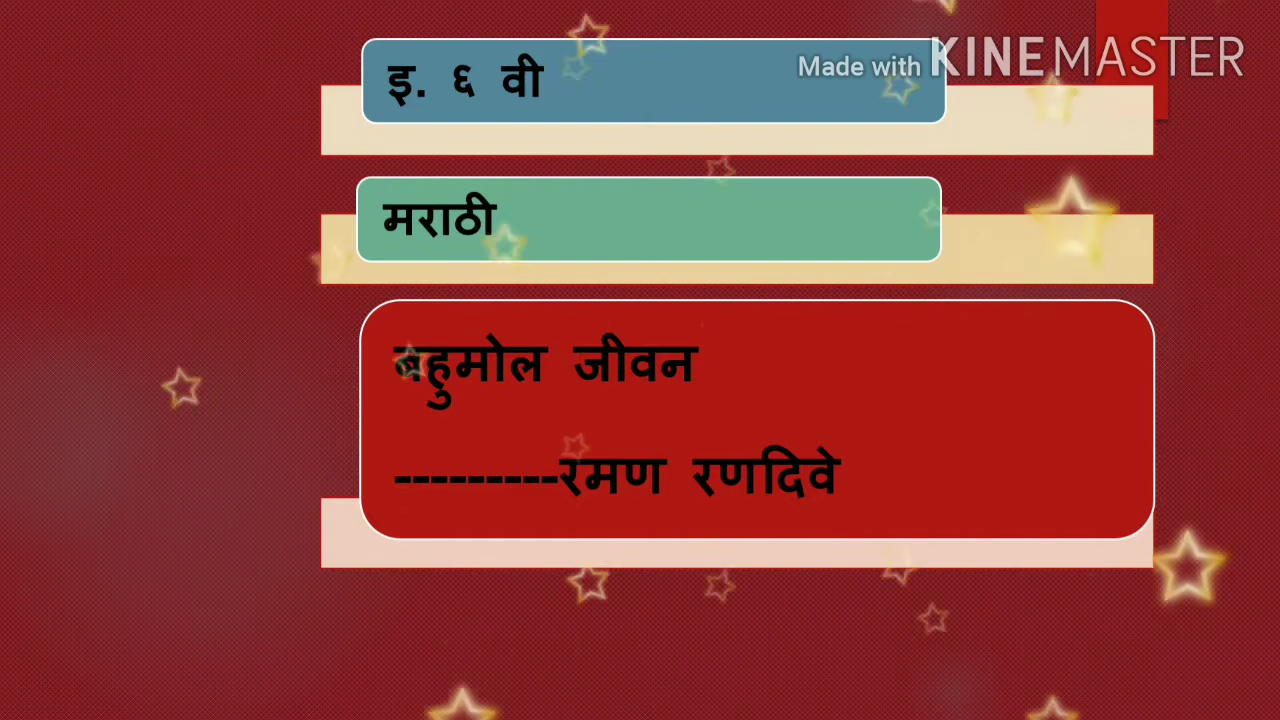 Made with KINEMASTER
इ. ६ वी
मराठी
बहुमोल जीवन
---------रमण रणदिवे